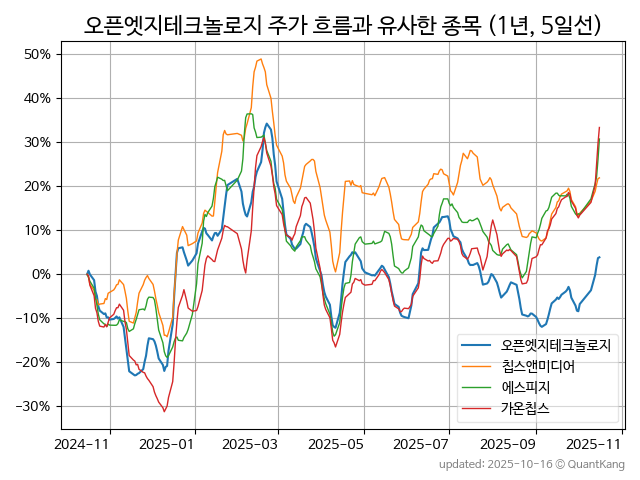 오픈엣지테크놀로지 주가 흐름과 유사한 종목 (1년, 5일선)
50%
40%
30%
20%
10%
0%
−10%
−20%
−30%
2024-11 2025-01 2025-03 2025-05 2025-07 2025-09 2025-11
오픈엣지테크놀로지
칩스앤미디어
에스피지
가온칩스
updated: 2025-10-16 © QuantKang